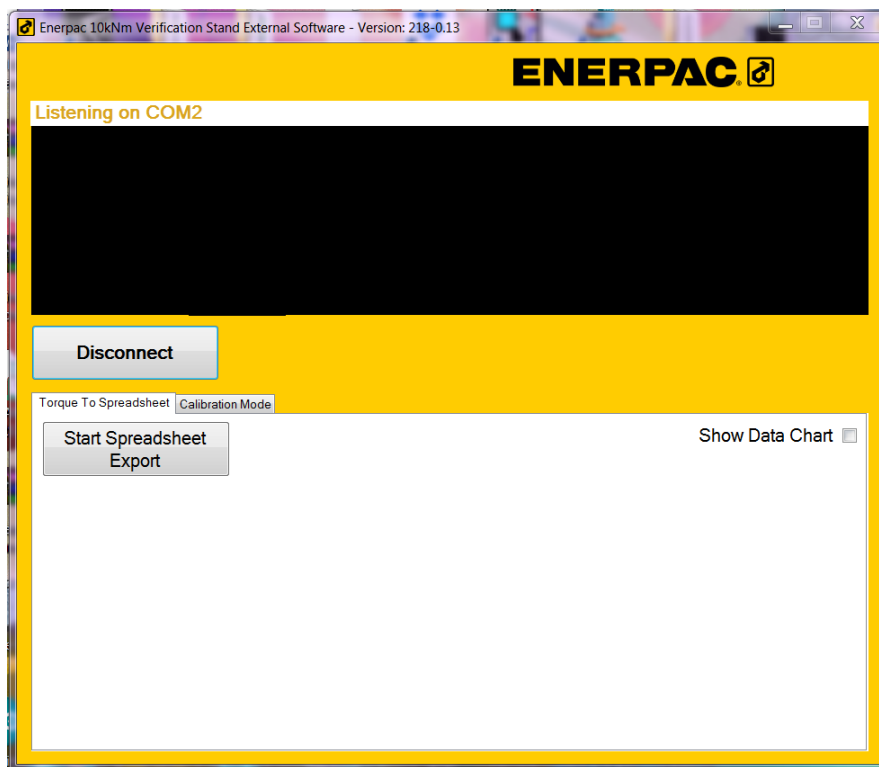 Enerpac 10kNm Verification Stand External Software - Version: 218-0.13
ENERPAC
Listening on COM2
Disconnect
Torque To Spreadsheet Calibration Mode
Start Spreadsheet
Export
Show Data Chart